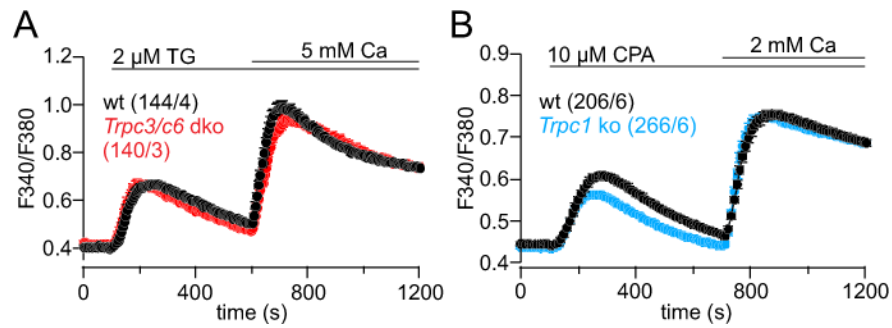 A
2 µM TG
5 mM Ca
wt (144/4)
Trpc3/c6 dko
(140/3)
F340/F380
1.2
1.0
0.8
0.6
0.4
0
400
800
1200
time (s)
B
10 µM CPA
2 mM Ca
wt (206/6)
Trpc1 ko (266/6)
F340/F380
0.9
0.8
0.7
0.6
0.5
0.4
0
400
800
1200
time (s)